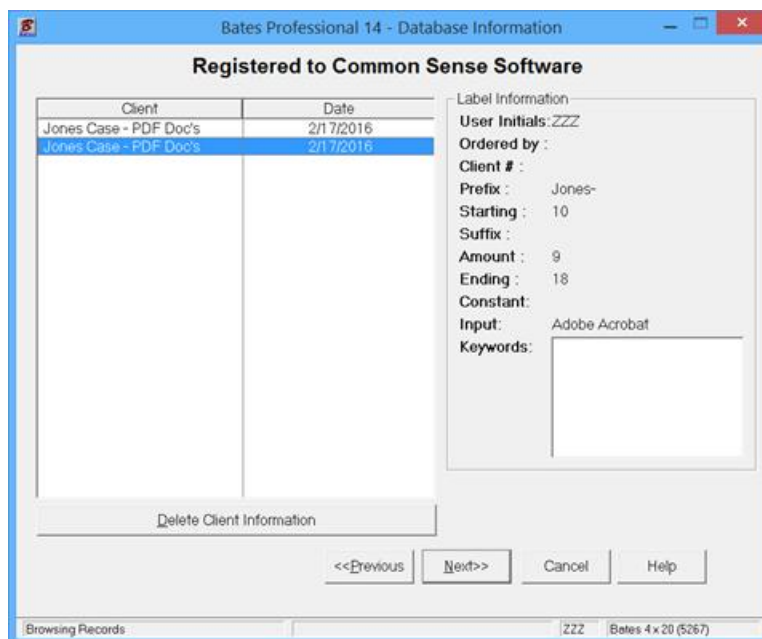 Bates Professional 14 - Database Information
Registered to Common Sense Software
Client Date
Jones Case - PDF Doc's 2/17/2016
Jones Case - PDF Doc's 2/17/2016
Delete Client Information
Label Information
User Initials: ZZZ
Ordered by :
Client # :
Prefix : Jones-
Starting : 10
Suffix :
Amount : 9
Ending : 18
Constant:
Input: Adobe Acrobat
Keywords:
<<Previous Next>> Cancel Help
Browsing Records ZZZ Bates 4 x 20 (5267)